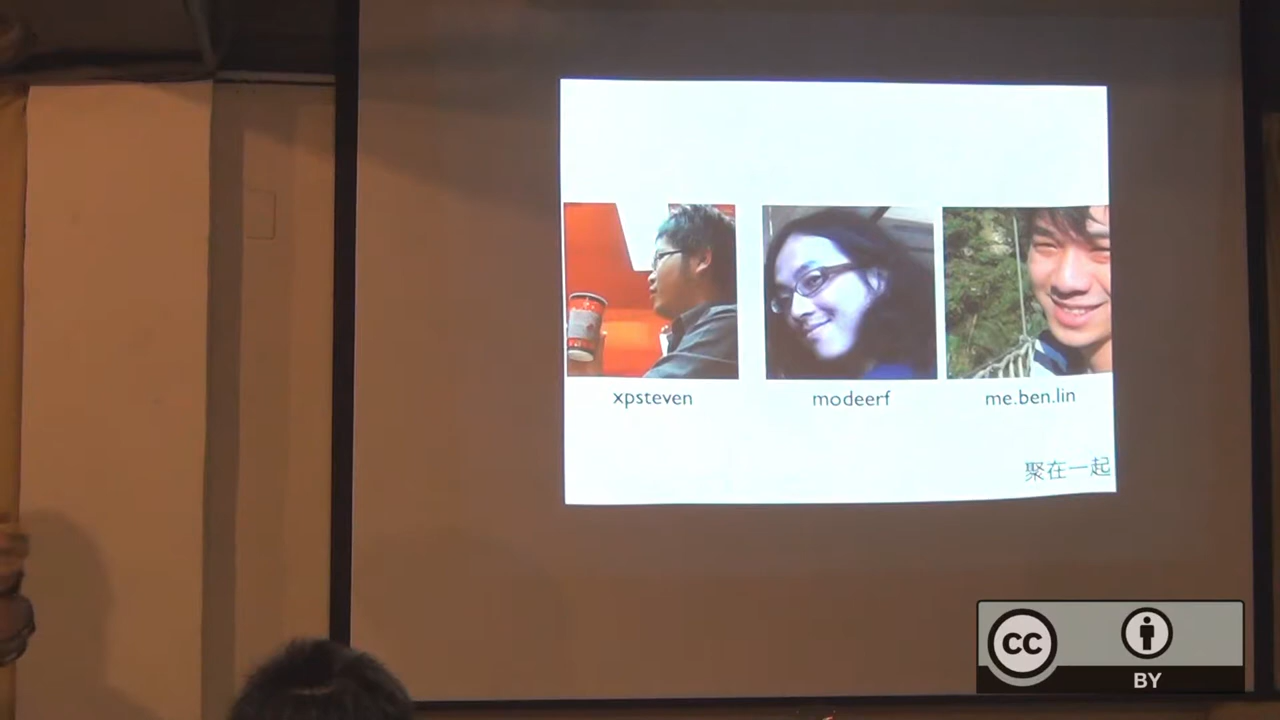 xpsteven
modeerf
me.ben.lin
聚在一起
CC
BY